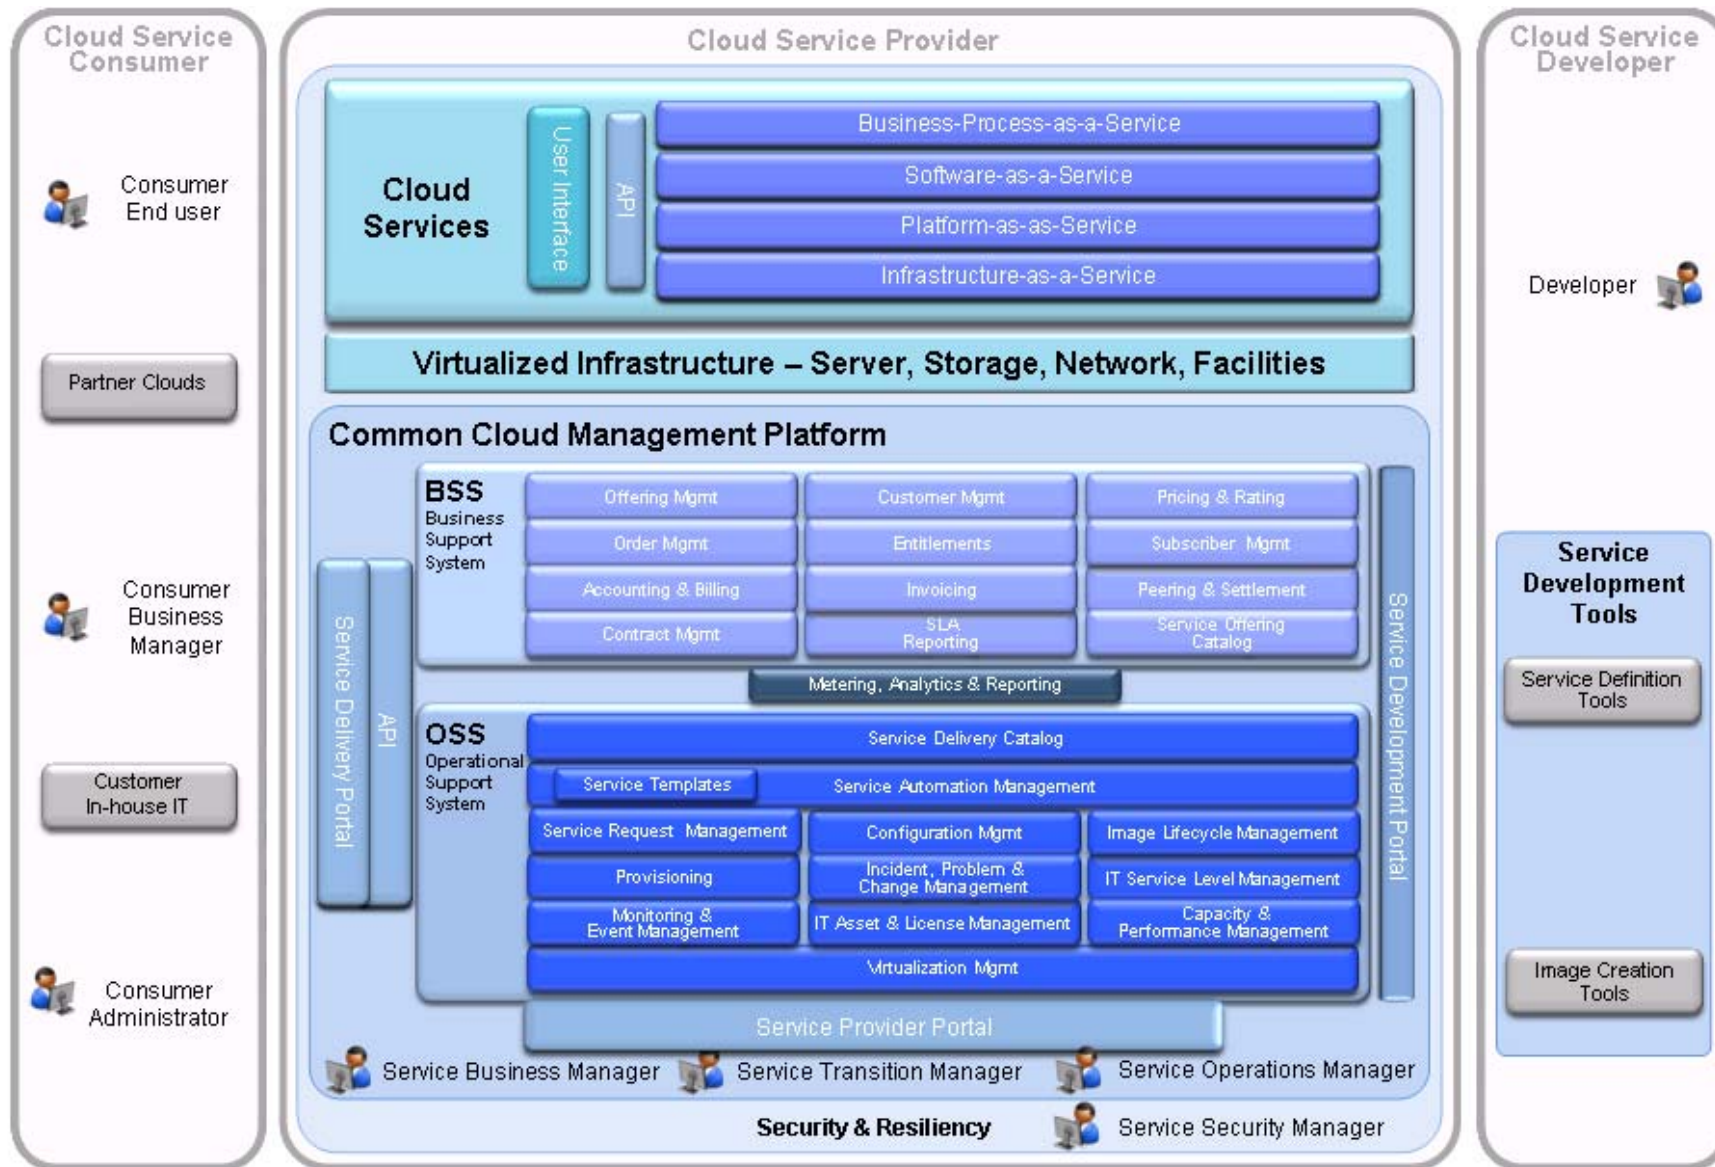 Cloud Service
Consumer
Consumer
End user
Partner Clouds
Consumer
Business
Manager
Customer
In-house IT
Consumer
Administrator
Cloud Service Provider
Cloud
Services
User Interface
API
Business-Process-as-a-Service
Software-as-a-Service
Platform-as-as-Service
Infrastructure-as-a-Service
Virtualized Infrastructure – Server, Storage, Network, Facilities
Common Cloud Management Platform
Service Delivery Portal
API
BSS
Business
Support
System
Offering Mgmt
Customer Mgmt
Pricing & Rating
Order Mgmt
Entitlements
Subscriber Mgmt
Accounting & Billing
Invoicing
Peering & Settlement
Contract Mgmt
SLA
Reporting
Service Offering
Catalog
Metering, Analytics & Reporting
OSS
Operational
Support
System
Service Delivery Catalog
Service Templates
Service Automation Management
Service Request Management
Configuration Mgmt
Image Lifecycle Management
Provisioning
Incident, Problem &
Change Management
IT Service Level Management
Monitoring &
Event Management
IT Asset & License Management
Capacity &
Performance Management
Virtualization Mgmt
Service Development Portal
Service Provider Portal
Service Business Manager
Service Transition Manager
Service Operations Manager
Security & Resiliency
Service Security Manager
Cloud Service
Developer
Developer
Service
Development
Tools
Service Definition
Tools
Image Creation
Tools